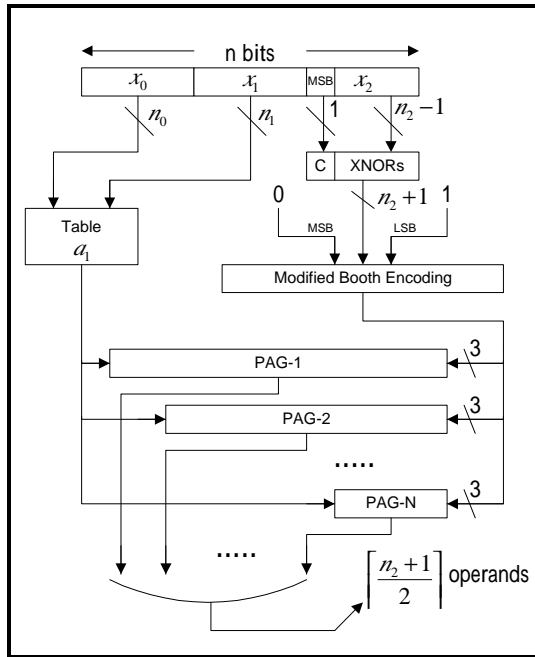 n bits
x₀ x₁ MSB x₂
n₀ n₁ 1 n₂−1
C XNORs
0 n₂+1 1
MSB LSB
Table
a₁
Modified Booth Encoding
PAG-1 3
PAG-2 3
.....
PAG-N 3
.....
⌈(n₂+1)/2⌉ operands